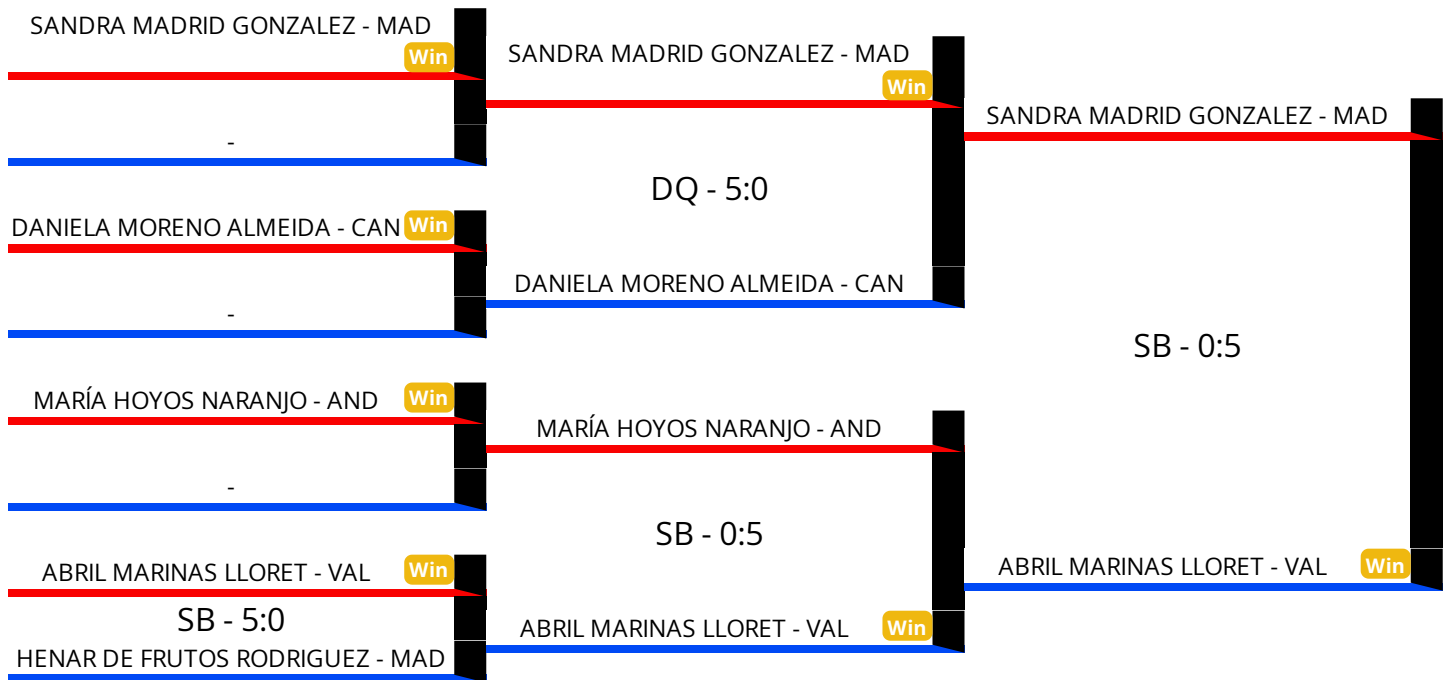 SANDRA MADRID GONZALEZ - MAD
Win
-
DANIELA MORENO ALMEIDA - CAN
Win
-
MARÍA HOYOS NARANJO - AND
Win
-
ABRIL MARINAS LLORET - VAL
Win
SB - 5:0
HENAR DE FRUTOS RODRIGUEZ - MAD
SANDRA MADRID GONZALEZ - MAD
Win
DQ - 5:0
DANIELA MORENO ALMEIDA - CAN
MARÍA HOYOS NARANJO - AND
SB - 0:5
ABRIL MARINAS LLORET - VAL
Win
SANDRA MADRID GONZALEZ - MAD
SB - 0:5
ABRIL MARINAS LLORET - VAL
Win